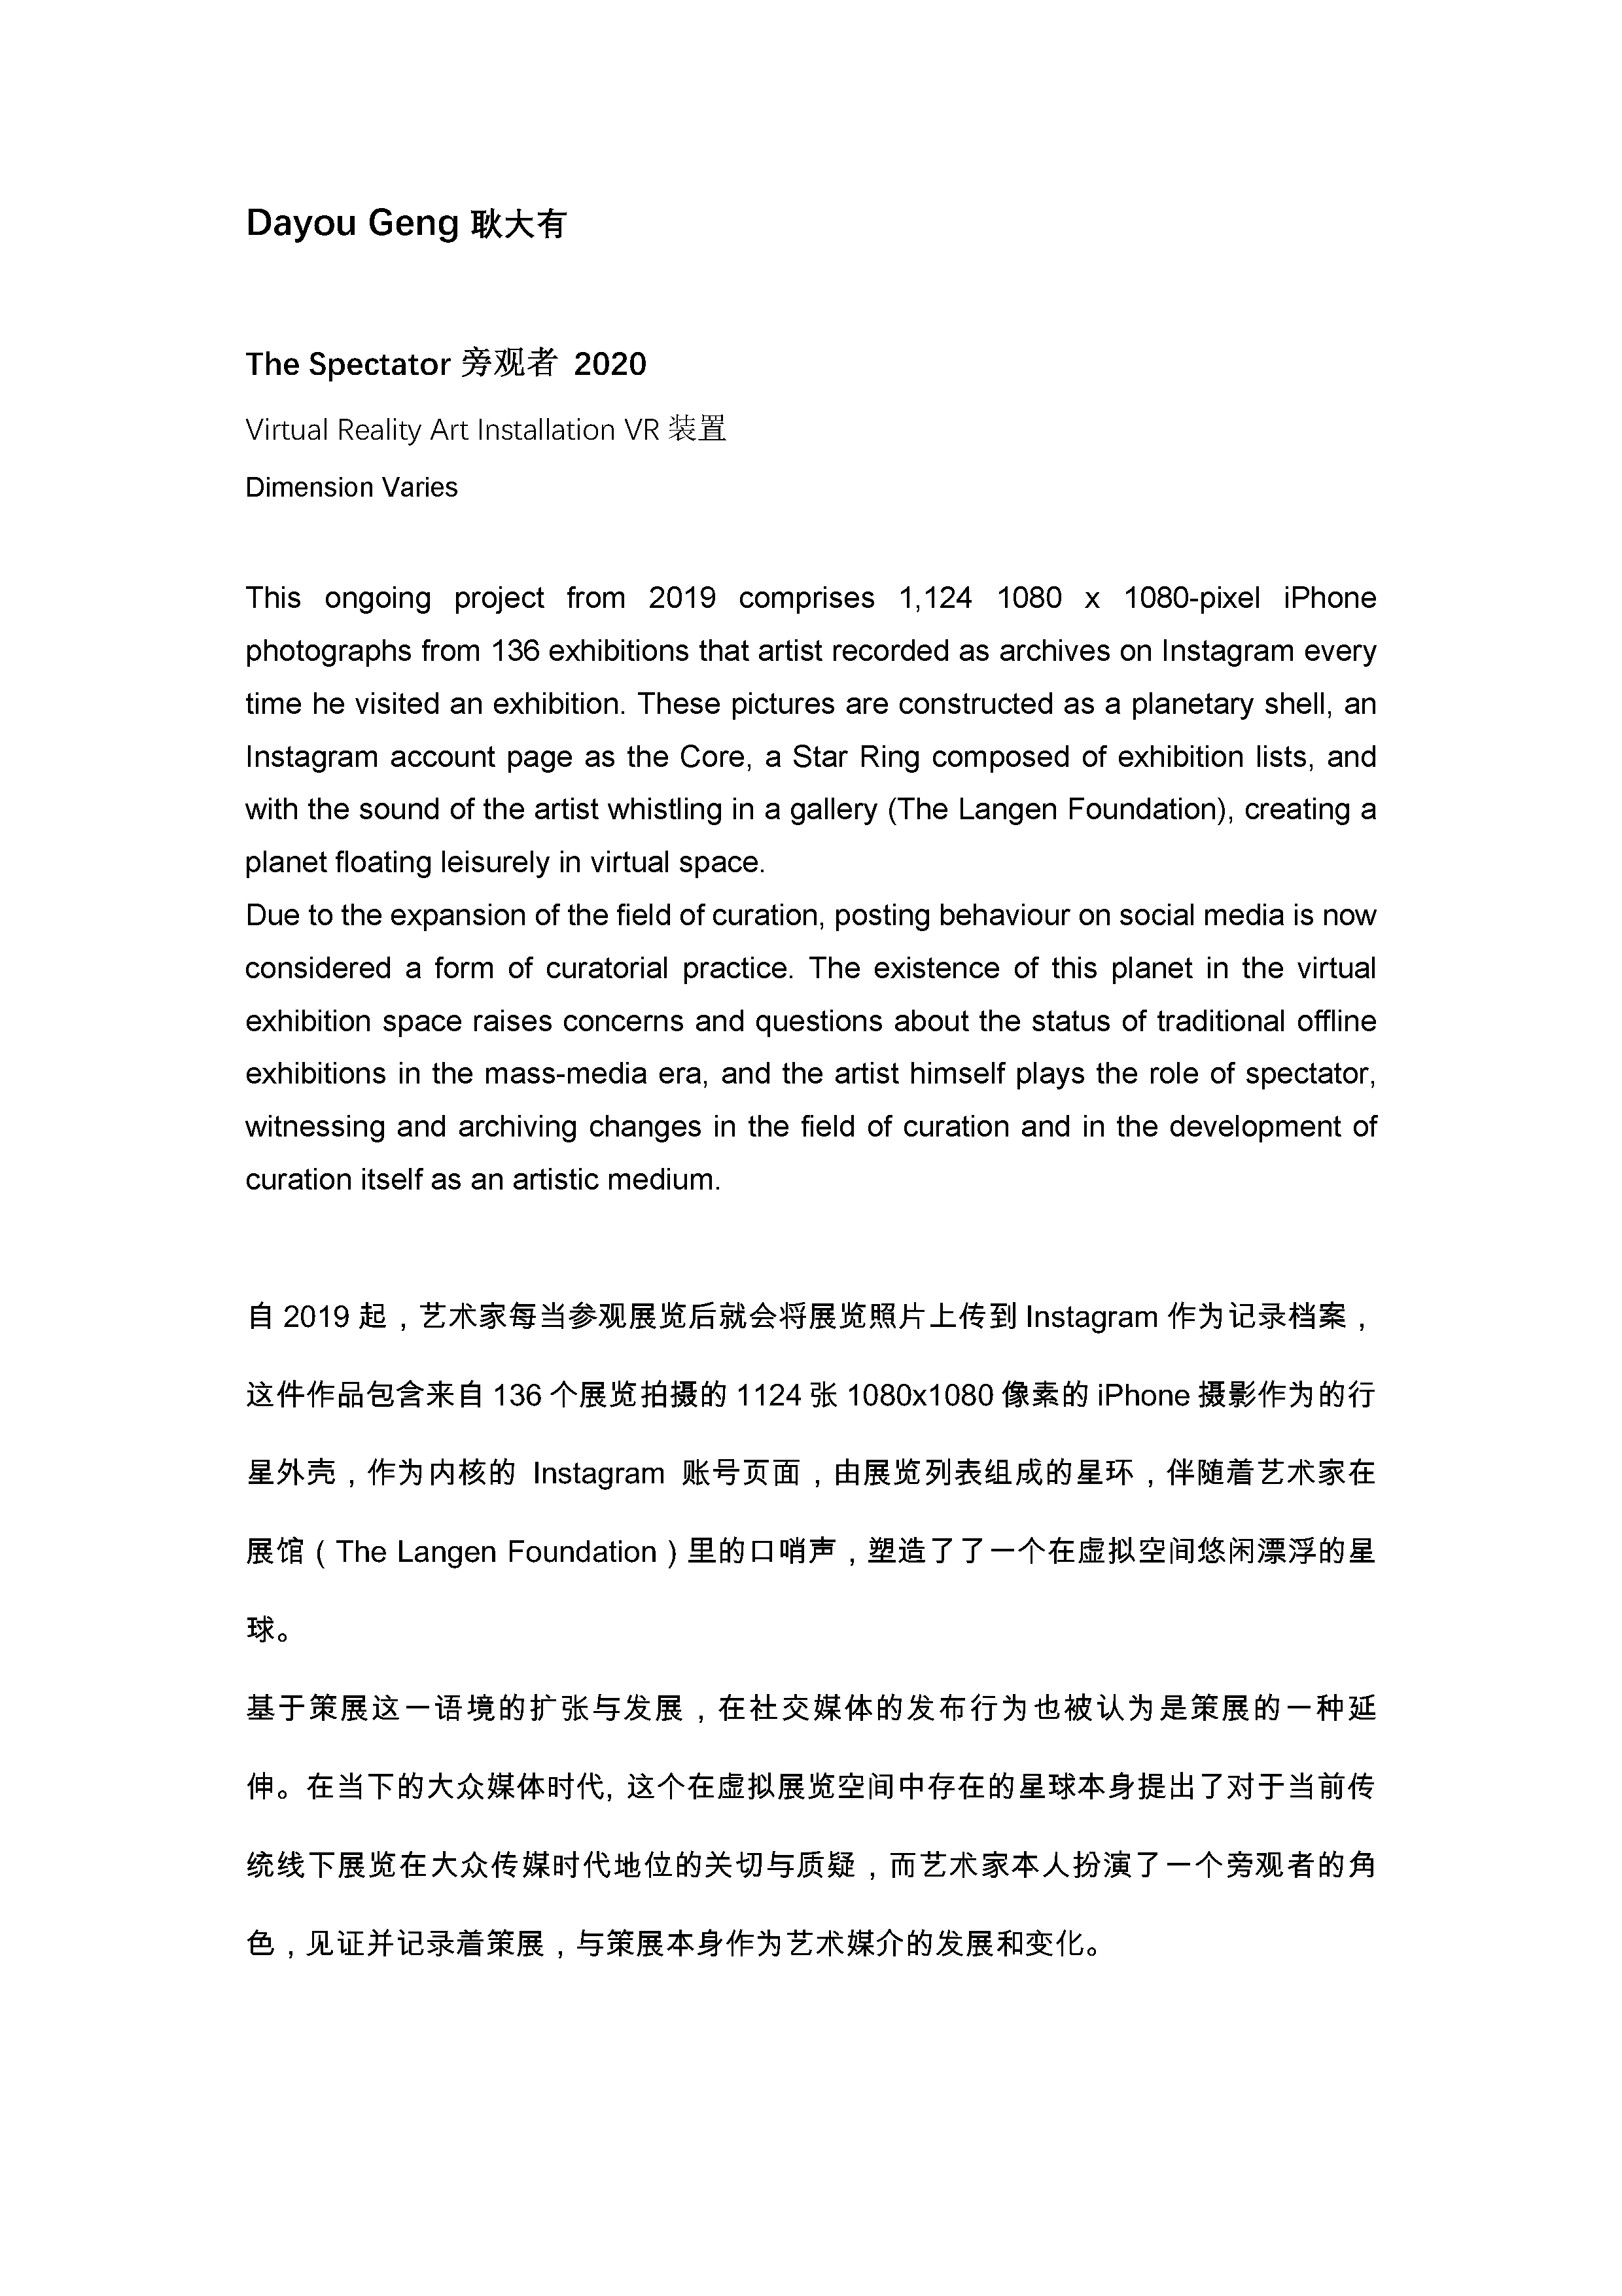 Dayou Geng 耿大有
The Spectator 旁观者 2020
Virtual Reality Art Installation VR 装置
Dimension Varies
This ongoing project from 2019 comprises 1,124 1080 x 1080-pixel iPhone
photographs from 136 exhibitions that artist recorded as archives on Instagram every
time he visited an exhibition. These pictures are constructed as a planetary shell, an
Instagram account page as the Core, a Star Ring composed of exhibition lists, and
with the sound of the artist whistling in a gallery (The Langen Foundation), creating a
planet floating leisurely in virtual space.
Due to the expansion of the field of curation, posting behaviour on social media is now
considered a form of curatorial practice. The existence of this planet in the virtual
exhibition space raises concerns and questions about the status of traditional offline
exhibitions in the mass-media era, and the artist himself plays the role of spectator,
witnessing and archiving changes in the field of curation and in the development of
curation itself as an artistic medium.
自 2019 起，艺术家每当参观展览后就会将展览照片上传到 Instagram 作为记录档案，
这件作品包含来自 136 个展览拍摄的 1124 张 1080x1080 像素的 iPhone 摄影作为的行
星外壳，作为内核的 Instagram 账号页面，由展览列表组成的星环，伴随着艺术家在
展馆（The Langen Foundation）里的口哨声，塑造了了一个在虚拟空间悠闲漂浮的星
球。
基于策展这一语境的扩张与发展，在社交媒体的发布行为也被认为是策展的一种延
伸。在当下的大众媒体时代, 这个在虚拟展览空间中存在的星球本身提出了对于当前传
统线下展览在大众传媒时代地位的关切与质疑，而艺术家本人扮演了一个旁观者的角
色，见证并记录着策展，与策展本身作为艺术媒介的发展和变化。